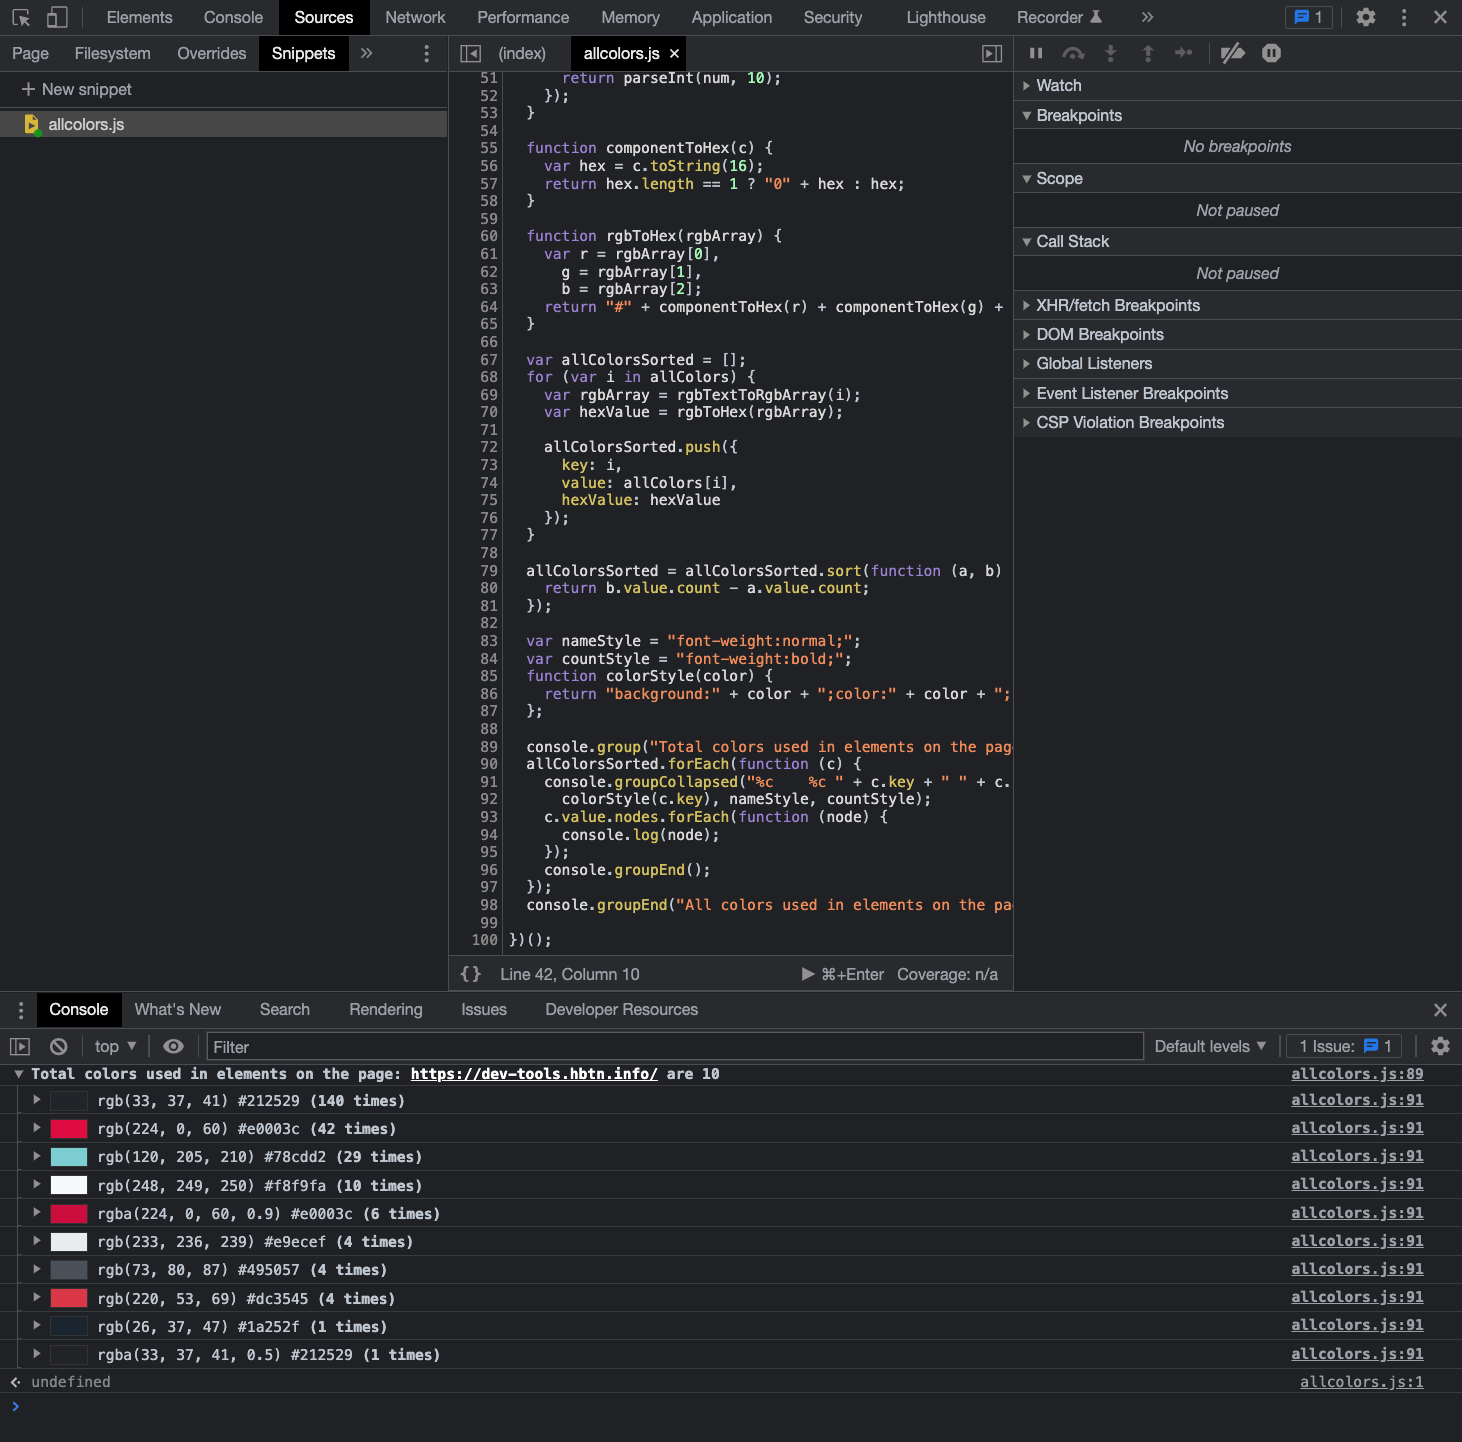 Elements Console Sources Network Performance Memory Application Security Lighthouse Recorder » 1
Page Filesystem Overrides Snippets » (index) allcolors.js ×
+ New snippet
allcolors.js
51 return parseInt(num, 10);
52 });
53 }
54
55 function componentToHex(c) {
56 var hex = c.toString(16);
57 return hex.length == 1 ? "0" + hex : hex;
58 }
59
60 function rgbToHex(rgbArray) {
61 var r = rgbArray[0],
62 g = rgbArray[1],
63 b = rgbArray[2];
64 return "#" + componentToHex(r) + componentToHex(g) +
65 }
66
67 var allColorsSorted = [];
68 for (var i in allColors) {
69 var rgbArray = rgbTextToRgbArray(i);
70 var hexValue = rgbToHex(rgbArray);
71
72 allColorsSorted.push({
73 key: i,
74 value: allColors[i],
75 hexValue: hexValue
76 });
77 }
78
79 allColorsSorted = allColorsSorted.sort(function (a, b)
80 return b.value.count - a.value.count;
81 });
82
83 var nameStyle = "font-weight:normal;";
84 var countStyle = "font-weight:bold;";
85 function colorStyle(color) {
86 return "background:" + color + ";color:" + color + ";
87 };
88
89 console.group("Total colors used in elements on the pag
90 allColorsSorted.forEach(function (c) {
91 console.groupCollapsed("%c    %c " + c.key + " " + c.
92 colorStyle(c.key), nameStyle, countStyle);
93 c.value.nodes.forEach(function (node) {
94 console.log(node);
95 });
96 console.groupEnd();
97 });
98 console.groupEnd("All colors used in elements on the pa
99
100 })();
{} Line 42, Column 10 ▶ ⌘+Enter Coverage: n/a
Watch
Breakpoints
No breakpoints
Scope
Not paused
Call Stack
Not paused
XHR/fetch Breakpoints
DOM Breakpoints
Global Listeners
Event Listener Breakpoints
CSP Violation Breakpoints
Console What's New Search Rendering Issues Developer Resources
top ▼ Filter Default levels ▼ 1 Issue: 1
Total colors used in elements on the page: https://dev-tools.hbtn.info/ are 10 allcolors.js:89
rgb(33, 37, 41) #212529 (140 times) allcolors.js:91
rgb(224, 0, 60) #e0003c (42 times) allcolors.js:91
rgb(120, 205, 210) #78cdd2 (29 times) allcolors.js:91
rgb(248, 249, 250) #f8f9fa (10 times) allcolors.js:91
rgba(224, 0, 60, 0.9) #e0003c (6 times) allcolors.js:91
rgb(233, 236, 239) #e9ecef (4 times) allcolors.js:91
rgb(73, 80, 87) #495057 (4 times) allcolors.js:91
rgb(220, 53, 69) #dc3545 (4 times) allcolors.js:91
rgb(26, 37, 47) #1a252f (1 times) allcolors.js:91
rgba(33, 37, 41, 0.5) #212529 (1 times) allcolors.js:91
undefined allcolors.js:1